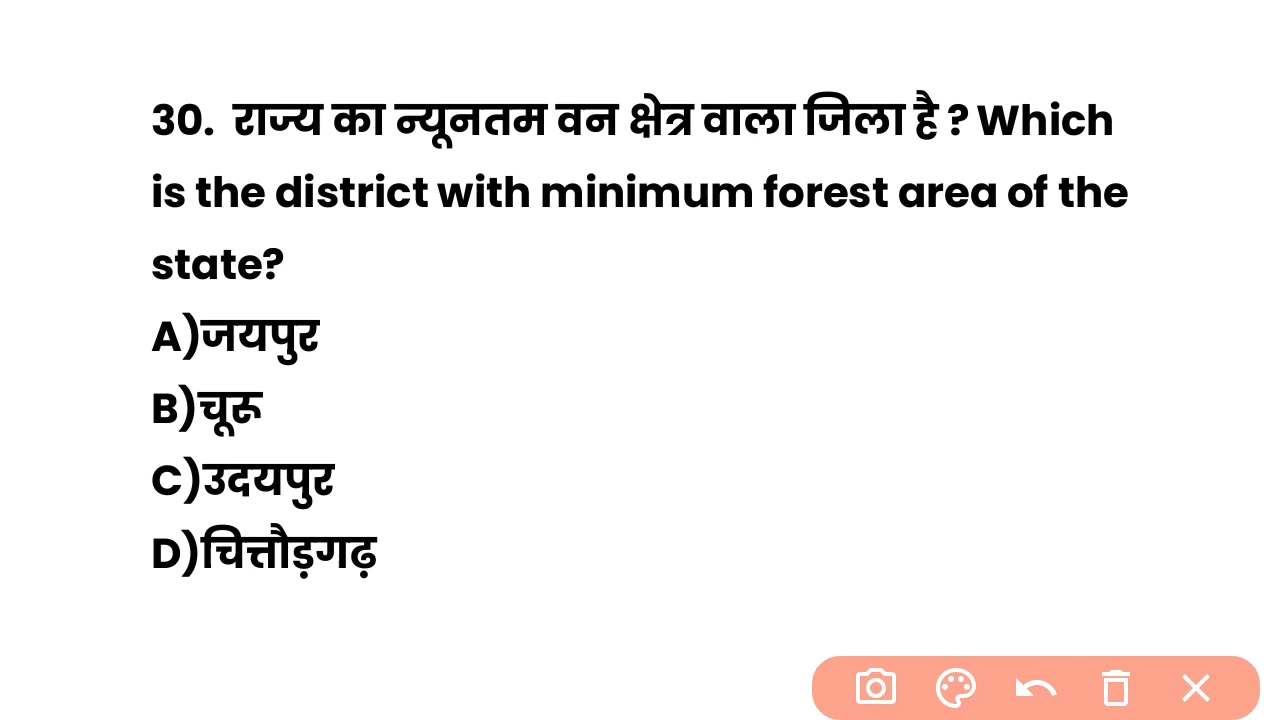 30. राज्य का न्यूनतम वन क्षेत्र वाला जिला है ? Which
is the district with minimum forest area of the
state?
A)जयपुर
B)चूरू
C)उदयपुर
D)चित्तौड़गढ़